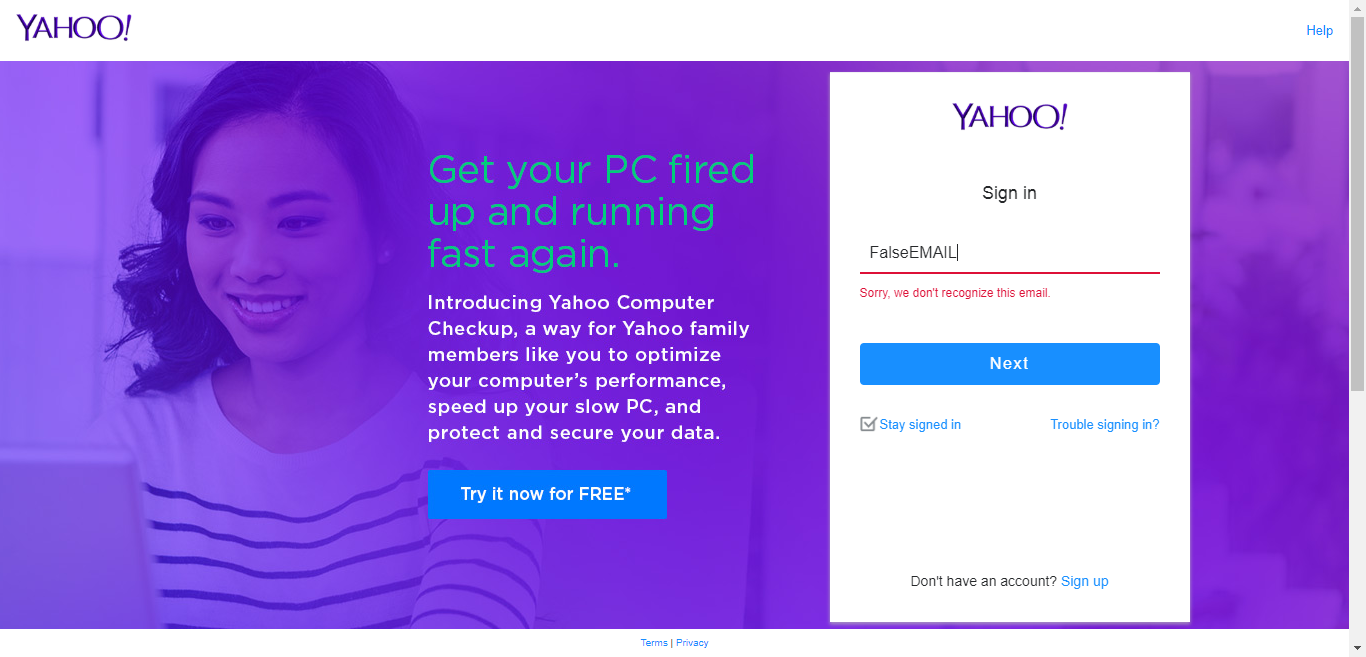 YAHOO!
Help
Get your PC fired
up and running
fast again.
Introducing Yahoo Computer
Checkup, a way for Yahoo family
members like you to optimize
your computer’s performance,
speed up your slow PC, and
protect and secure your data.
Try it now for FREE*
YAHOO!
Sign in
FalseEMAIL
Sorry, we don't recognize this email.
Next
Stay signed in
Trouble signing in?
Don't have an account? Sign up
Terms | Privacy